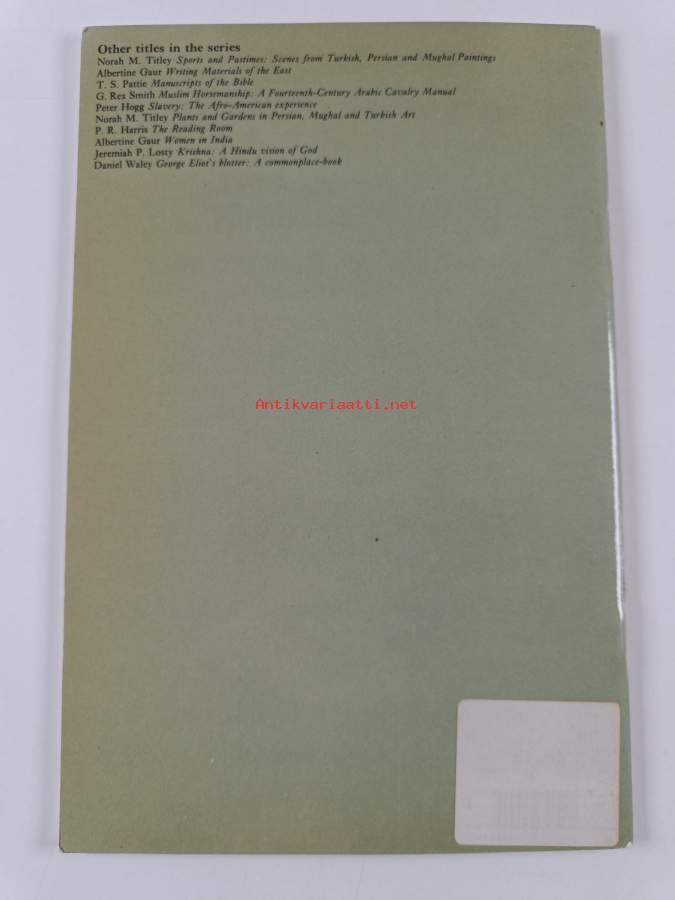 Other titles in the series
Norah M. Titley Sports and Pastimes: Scenes from Turkish, Persian and Mughal Paintings
Albertine Gaur Writing Materials of the East
T. S. Pattie Manuscripts of the Bible
G. Rex Smith Muslim Horsemanship: A Fourteenth-Century Arabic Cavalry Manual
Peter Hogg Slavery: The Afro-American experience
Norah M. Titley Plants and Gardens in Persian, Mughal and Turkish Art
P. R. Harris The Reading Room
Albertine Gaur Women in India
Jeremiah P. Losty Krishna: A Hindu vision of God
Daniel Waley George Eliot's blotter: A commonplace-book
Antikvariaatti.net